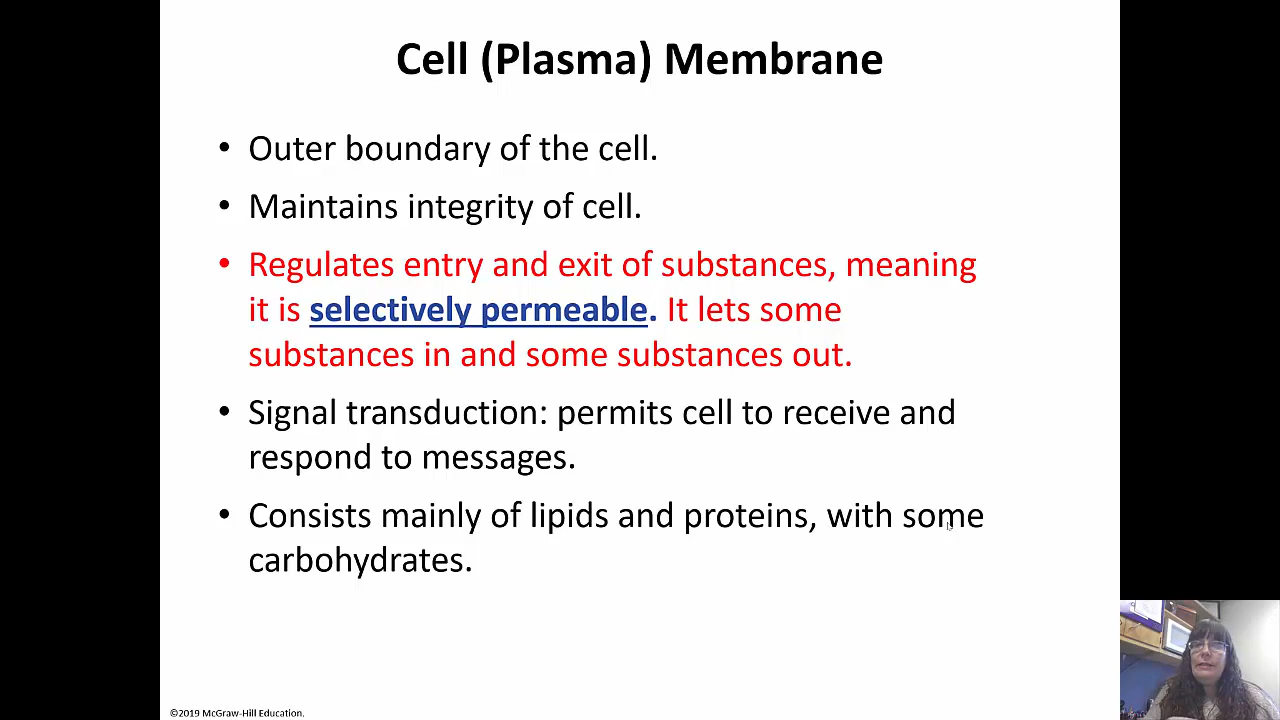 Cell (Plasma) Membrane
• Outer boundary of the cell.
• Maintains integrity of cell.
• Regulates entry and exit of substances, meaning
it is selectively permeable. It lets some
substances in and some substances out.
• Signal transduction: permits cell to receive and
respond to messages.
• Consists mainly of lipids and proteins, with some
carbohydrates.
©2019 McGraw-Hill Education.